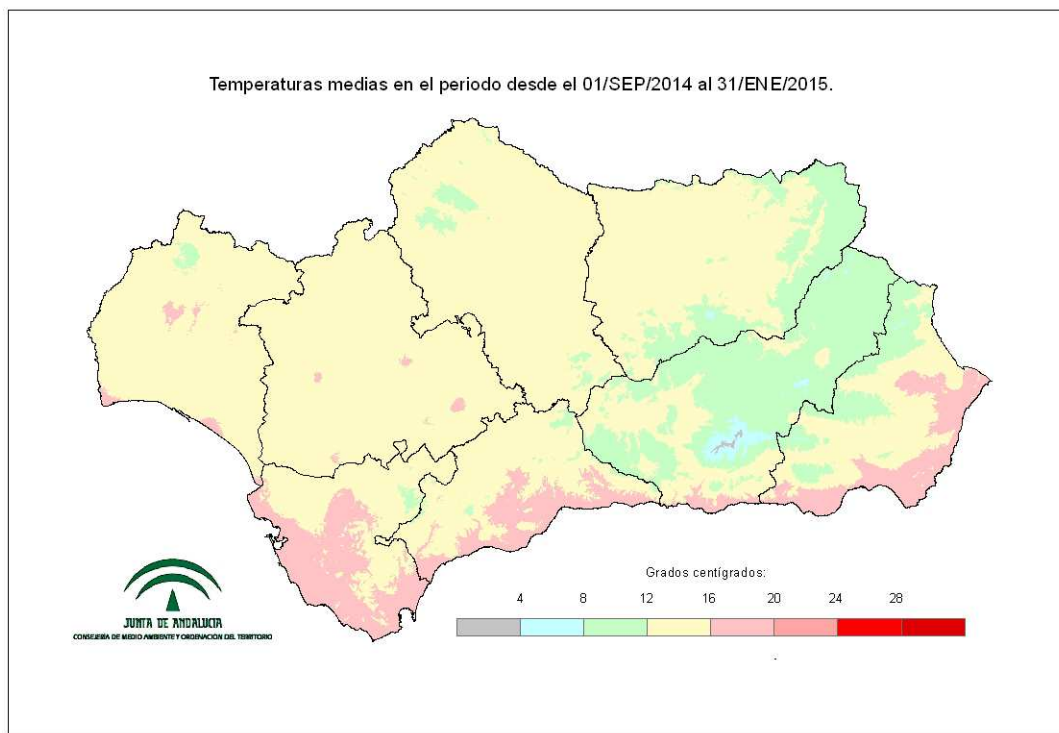 Temperaturas medias en el periodo desde el 01/SEP/2014 al 31/ENE/2015.
Grados centígrados:
4 8 12 16 20 24 28
JUNTA DE ANDALUCIA
CONSEJERÍA DE MEDIO AMBIENTE Y ORDENACIÓN DEL TERRITORIO